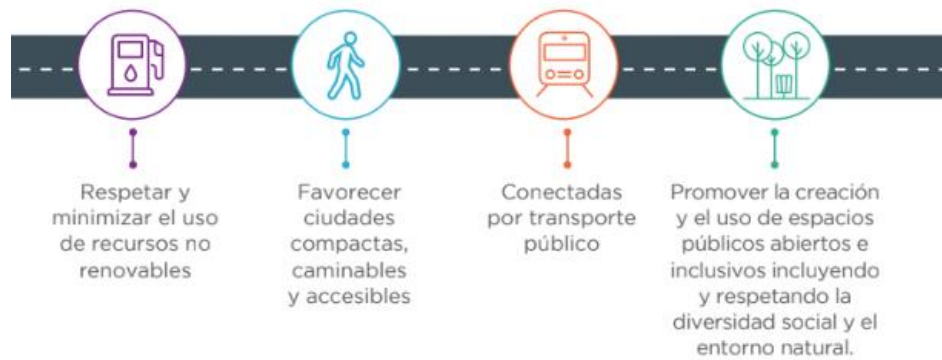 Respetar y
minimizar el uso
de recursos no
renovables
Favorecer
ciudades
compactas,
caminables
y accesibles
Conectadas
por transporte
público
Promover la creación
y el uso de espacios
públicos abiertos e
inclusivos incluyendo
y respetando la
diversidad social y el
entorno natural.